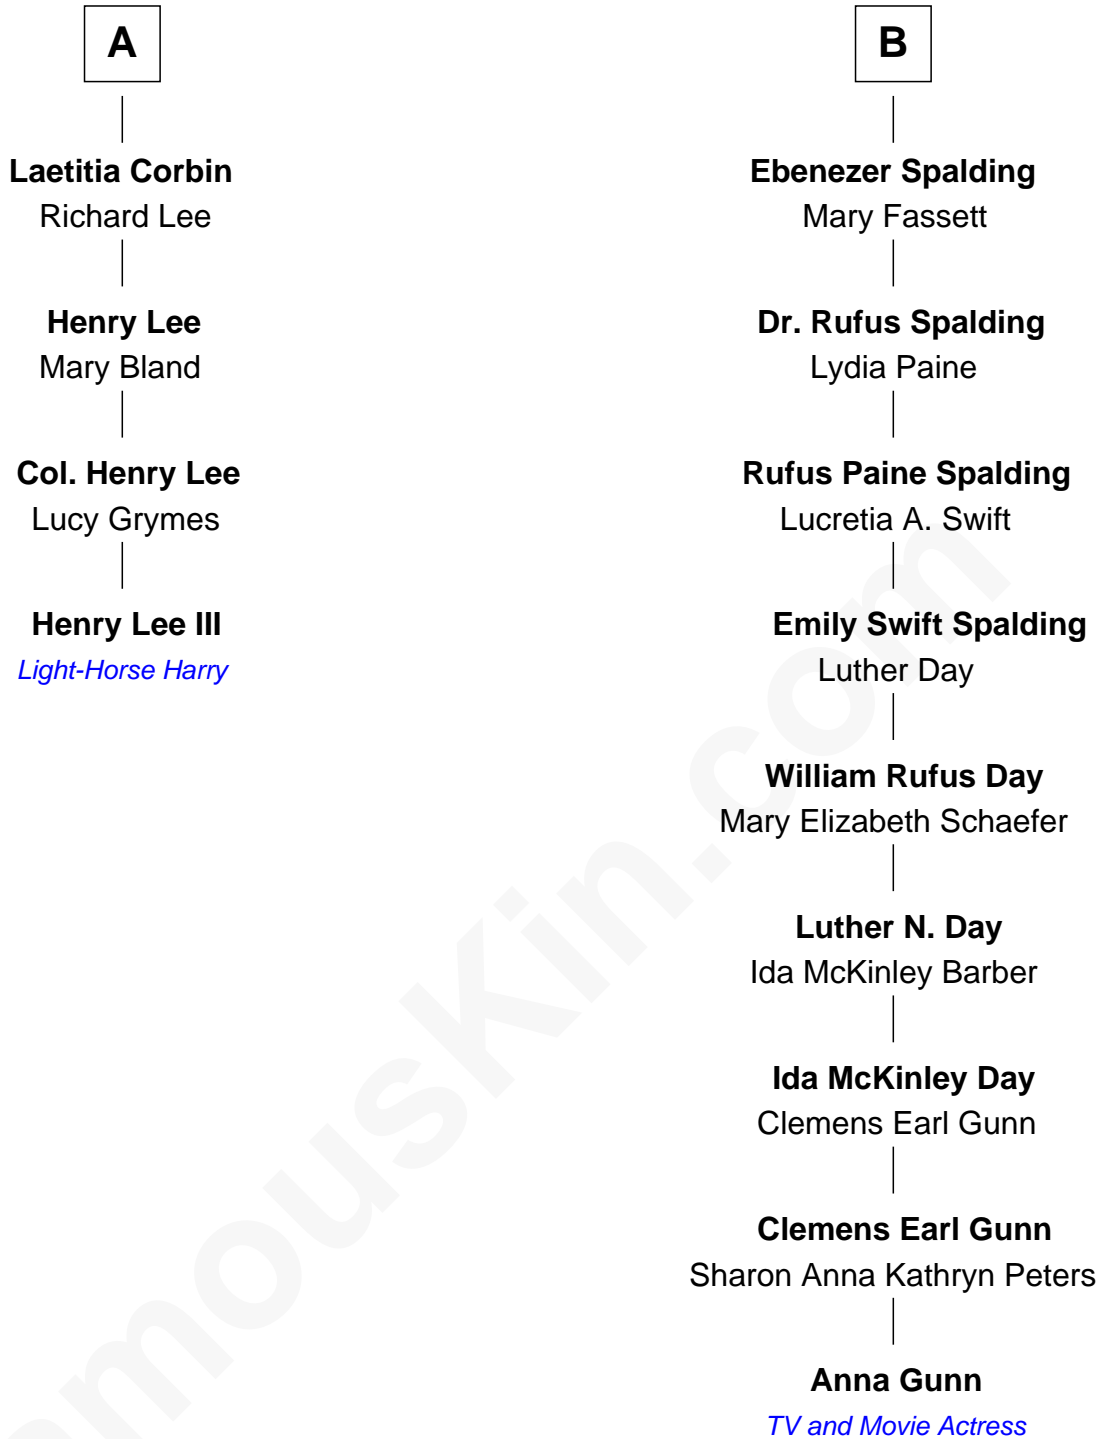 A
Laetitia Corbin
Richard Lee
Henry Lee
Mary Bland
Col. Henry Lee
Lucy Grymes
Henry Lee III
Light-Horse Harry
B
Ebenezer Spalding
Mary Fassett
Dr. Rufus Spalding
Lydia Paine
Rufus Paine Spalding
Lucretia A. Swift
Emily Swift Spalding
Luther Day
William Rufus Day
Mary Elizabeth Schaefer
Luther N. Day
Ida McKinley Barber
Ida McKinley Day
Clemens Earl Gunn
Clemens Earl Gunn
Sharon Anna Kathryn Peters
Anna Gunn
TV and Movie Actress
amouskin.com